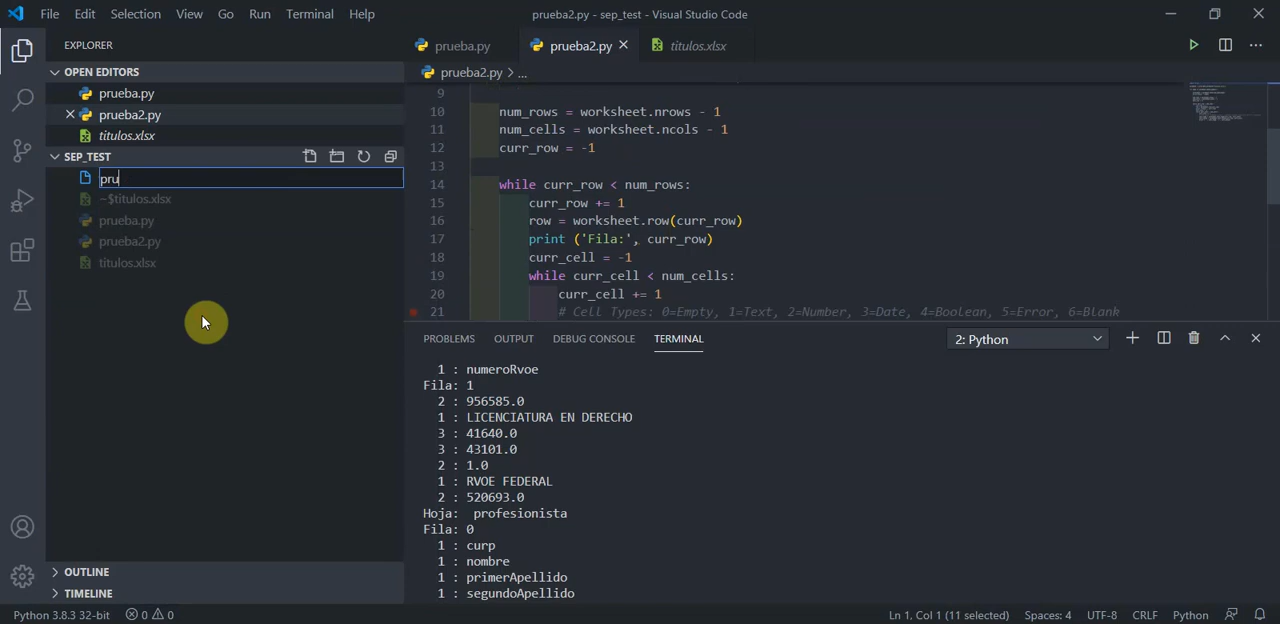 File Edit Selection View Go Run Terminal Help
prueba2.py - sep_test - Visual Studio Code
EXPLORER
OPEN EDITORS
prueba.py
prueba2.py
titulos.xlsx
SEP_TEST
pru
~$titulos.xlsx
prueba.py
prueba2.py
titulos.xlsx
OUTLINE
TIMELINE
prueba.py
prueba2.py
titulos.xlsx
prueba2.py > ...
9
10 num_rows = worksheet.nrows - 1
11 num_cells = worksheet.ncols - 1
12 curr_row = -1
13
14 while curr_row < num_rows:
15 curr_row += 1
16 row = worksheet.row(curr_row)
17 print ('Fila:', curr_row)
18 curr_cell = -1
19 while curr_cell < num_cells:
20 curr_cell += 1
21 # Cell Types: 0=Empty, 1=Text, 2=Number, 3=Date, 4=Boolean, 5=Error, 6=Blank
PROBLEMS OUTPUT DEBUG CONSOLE TERMINAL
2: Python
1 : numeroRvoe
Fila: 1
2 : 956585.0
1 : LICENCIATURA EN DERECHO
3 : 41640.0
3 : 43101.0
2 : 1.0
1 : RVOE FEDERAL
2 : 520693.0
Hoja:  profesionista
Fila: 0
1 : curp
1 : nombre
1 : primerApellido
1 : segundoApellido
Python 3.8.3 32-bit 0 0 Ln 1, Col 1 (11 selected) Spaces: 4 UTF-8 CRLF Python